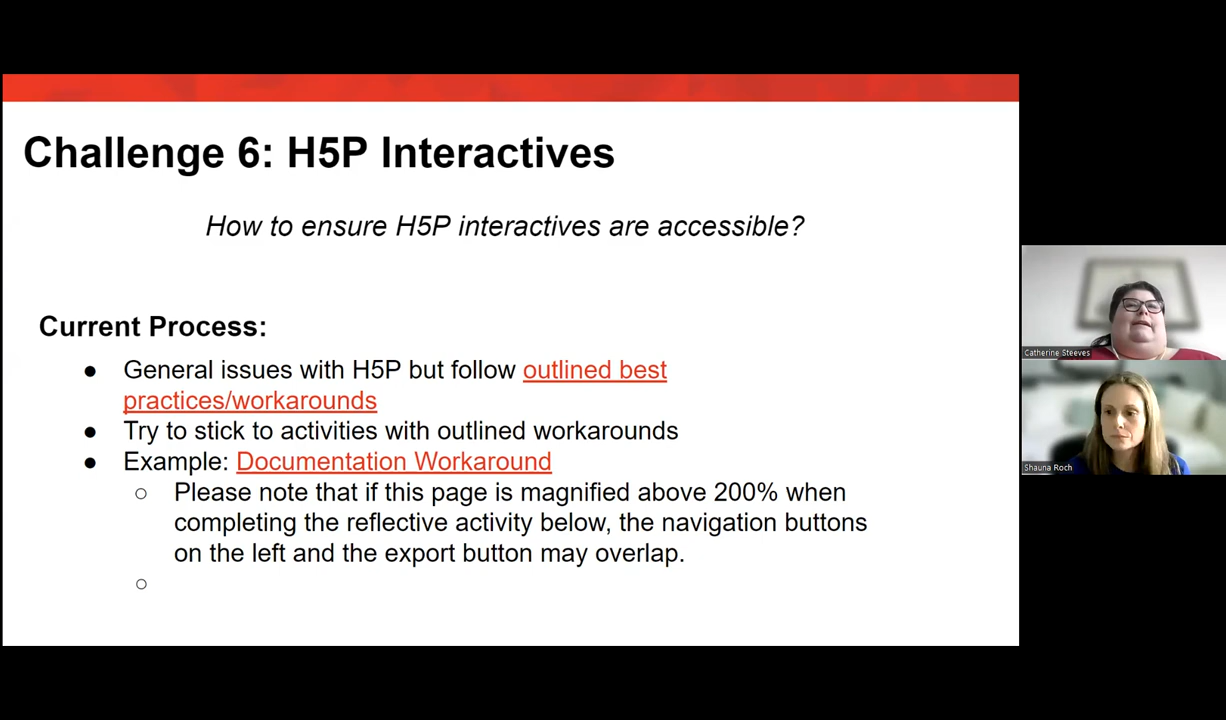 Challenge 6: H5P Interactives
How to ensure H5P interactives are accessible?
Current Process:
● General issues with H5P but follow outlined best
practices/workarounds
● Try to stick to activities with outlined workarounds
● Example: Documentation Workaround
○ Please note that if this page is magnified above 200% when
completing the reflective activity below, the navigation buttons
on the left and the export button may overlap.
○
Catherine Steeves
Shauna Roch